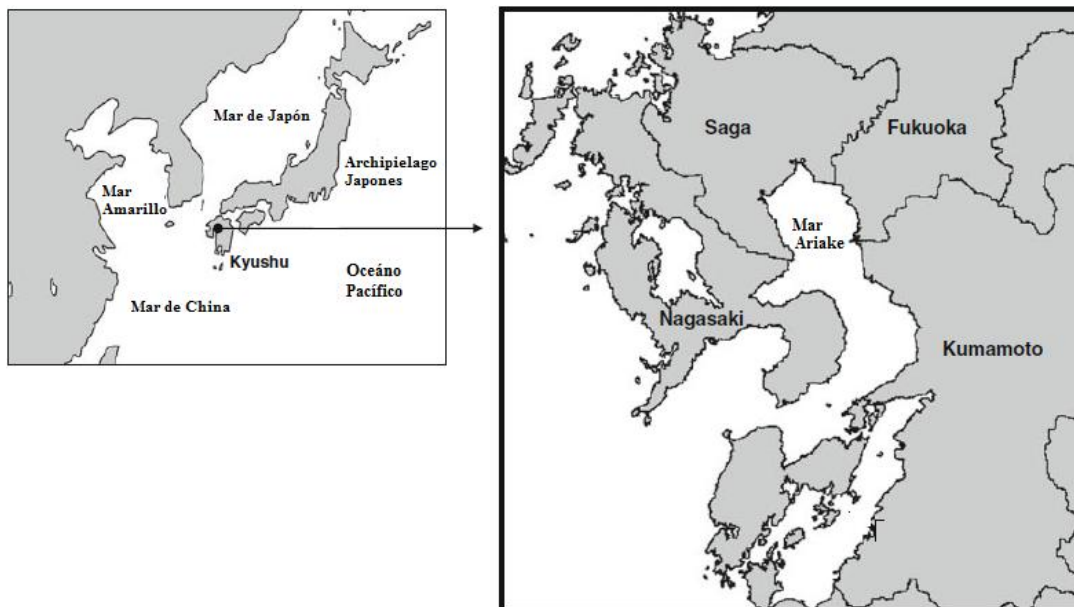 Mar de Japón
Archipielago
Japones
Mar
Amarillo
Kyushu
Oceáno
Pacífico
Mar de China
Saga
Fukuoka
Mar
Ariake
Nagasaki
Kumamoto